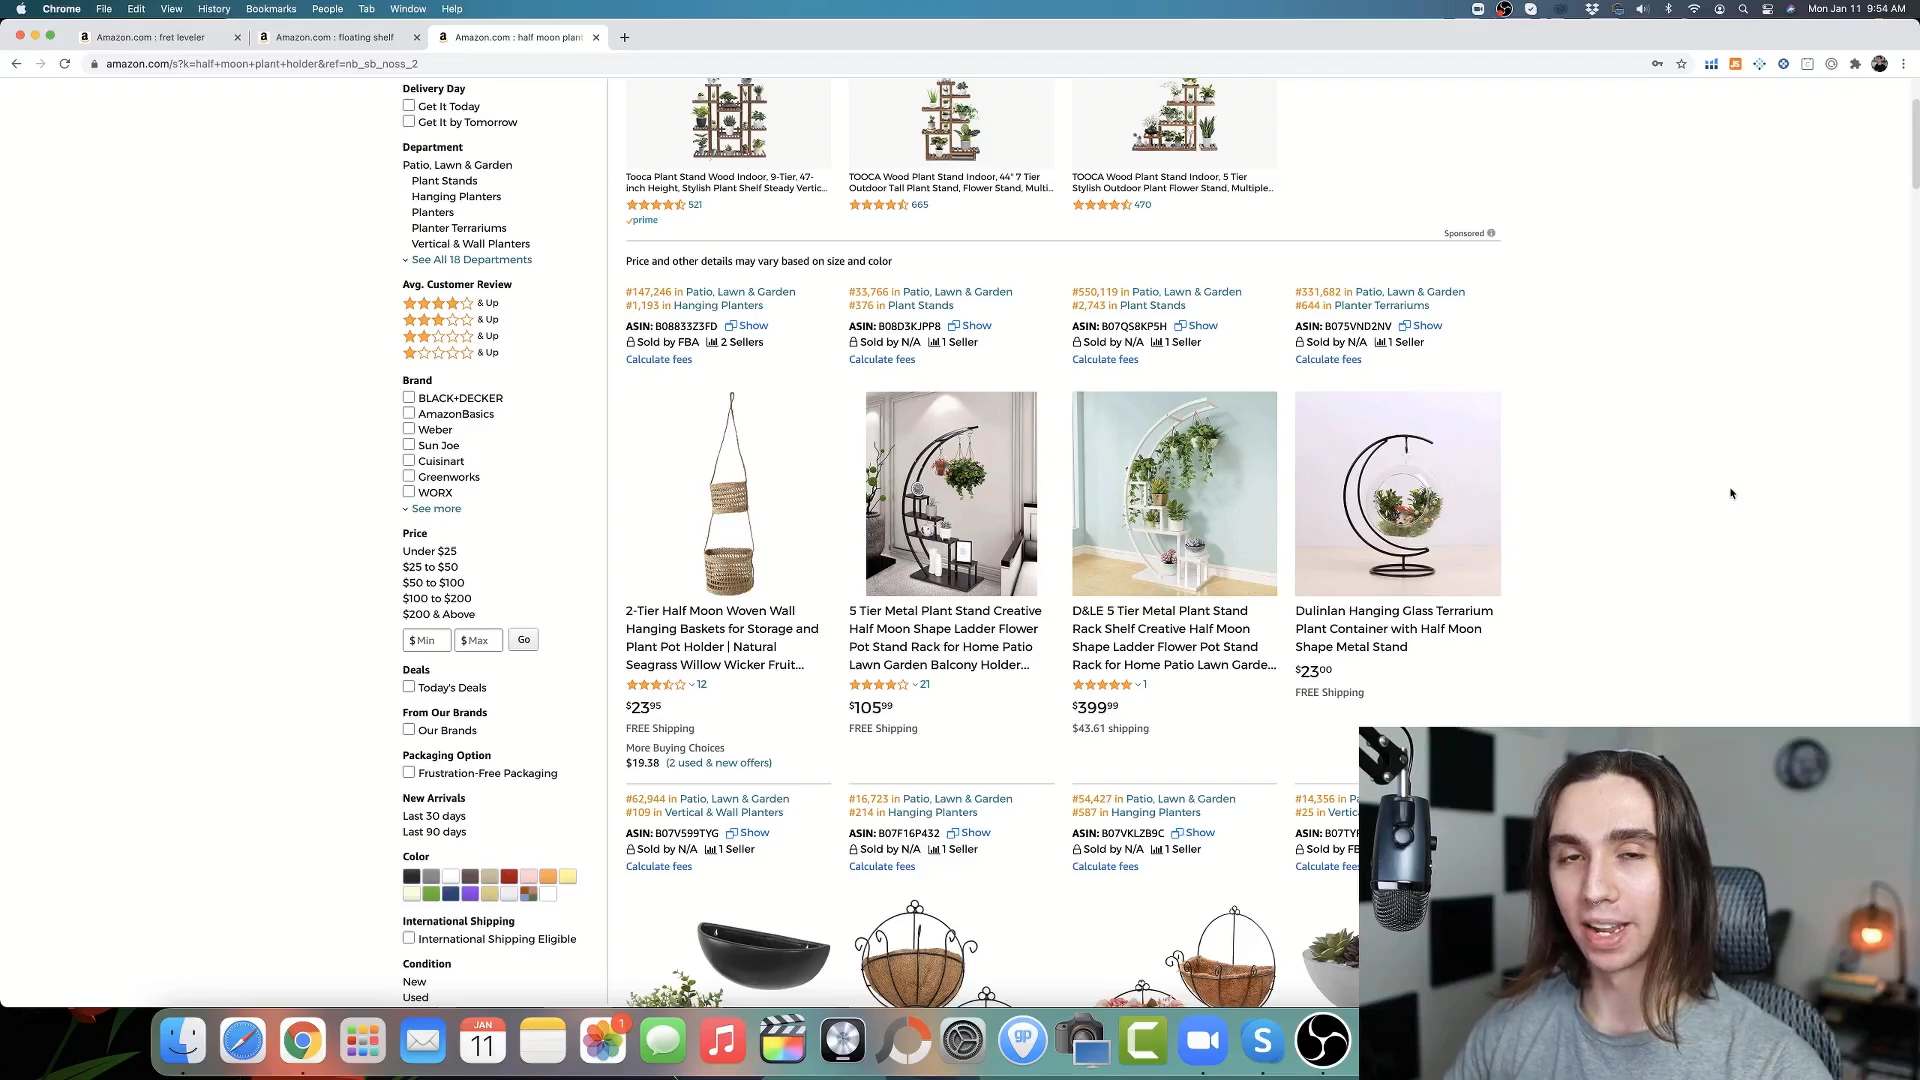 Chrome File Edit View History Bookmarks People Tab Window Help
Mon Jan 11 9:54 AM
Amazon.com : fret leveler
Amazon.com : floating shelf
Amazon.com : half moon plant
amazon.com/s?k=half+moon+plant+holder&ref=nb_sb_noss_2
Delivery Day
Get It Today
Get It by Tomorrow
Department
Patio, Lawn & Garden
Plant Stands
Hanging Planters
Planters
Planter Terrariums
Vertical & Wall Planters
See All 18 Departments
Avg. Customer Review
& Up
& Up
& Up
& Up
Brand
BLACK+DECKER
AmazonBasics
Weber
Sun Joe
Cuisinart
Greenworks
WORX
See more
Price
Under $25
$25 to $50
$50 to $100
$100 to $200
$200 & Above
$ Min $ Max Go
Deals
Today's Deals
From Our Brands
Our Brands
Packaging Option
Frustration-Free Packaging
New Arrivals
Last 30 days
Last 90 days
Color
International Shipping
International Shipping Eligible
Condition
New
Used
Tooca Plant Stand Wood Indoor, 9-Tier, 47-
inch Height, Stylish Plant Shelf Steady Vertic...
521
prime
TOOCA Wood Plant Stand Indoor, 44" 7 Tier
Outdoor Tall Plant Stand, Flower Stand, Multi...
665
TOOCA Wood Plant Stand Indoor, 5 Tier
Stylish Outdoor Plant Flower Stand, Multiple...
470
Sponsored
Price and other details may vary based on size and color
#147,246 in Patio, Lawn & Garden
#1,193 in Hanging Planters
ASIN: B08833Z3FD Show
Sold by FBA 2 Sellers
Calculate fees
#33,766 in Patio, Lawn & Garden
#376 in Plant Stands
ASIN: B08D3KJPP8 Show
Sold by N/A 1 Seller
Calculate fees
#550,119 in Patio, Lawn & Garden
#2,743 in Plant Stands
ASIN: B07QS8KP5H Show
Sold by N/A 1 Seller
Calculate fees
#331,682 in Patio, Lawn & Garden
#644 in Planter Terrariums
ASIN: B075VND2NV Show
Sold by N/A 1 Seller
Calculate fees
2-Tier Half Moon Woven Wall
Hanging Baskets for Storage and
Plant Pot Holder | Natural
Seagrass Willow Wicker Fruit...
12
$23 95
FREE Shipping
More Buying Choices
$19.38 (2 used & new offers)
5 Tier Metal Plant Stand Creative
Half Moon Shape Ladder Flower
Pot Stand Rack for Home Patio
Lawn Garden Balcony Holder...
21
$105 99
FREE Shipping
D&LE 5 Tier Metal Plant Stand
Rack Shelf Creative Half Moon
Shape Ladder Flower Pot Stand
Rack for Home Patio Lawn Garde...
1
$399 99
$43.61 shipping
Dulinlan Hanging Glass Terrarium
Plant Container with Half Moon
Shape Metal Stand
$23 00
FREE Shipping
#62,944 in Patio, Lawn & Garden
#109 in Vertical & Wall Planters
ASIN: B07V599TYG Show
Sold by N/A 1 Seller
Calculate fees
#16,723 in Patio, Lawn & Garden
#214 in Hanging Planters
ASIN: B07F16P432 Show
Sold by N/A 1 Seller
Calculate fees
#54,427 in Patio, Lawn & Garden
#587 in Hanging Planters
ASIN: B07VKLZB9C Show
Sold by N/A 1 Seller
Calculate fees
#14,356 in Pa
#25 in Vertic
ASIN: B07TY
Sold by FB
Calculate fees
JAN
11
1
gp